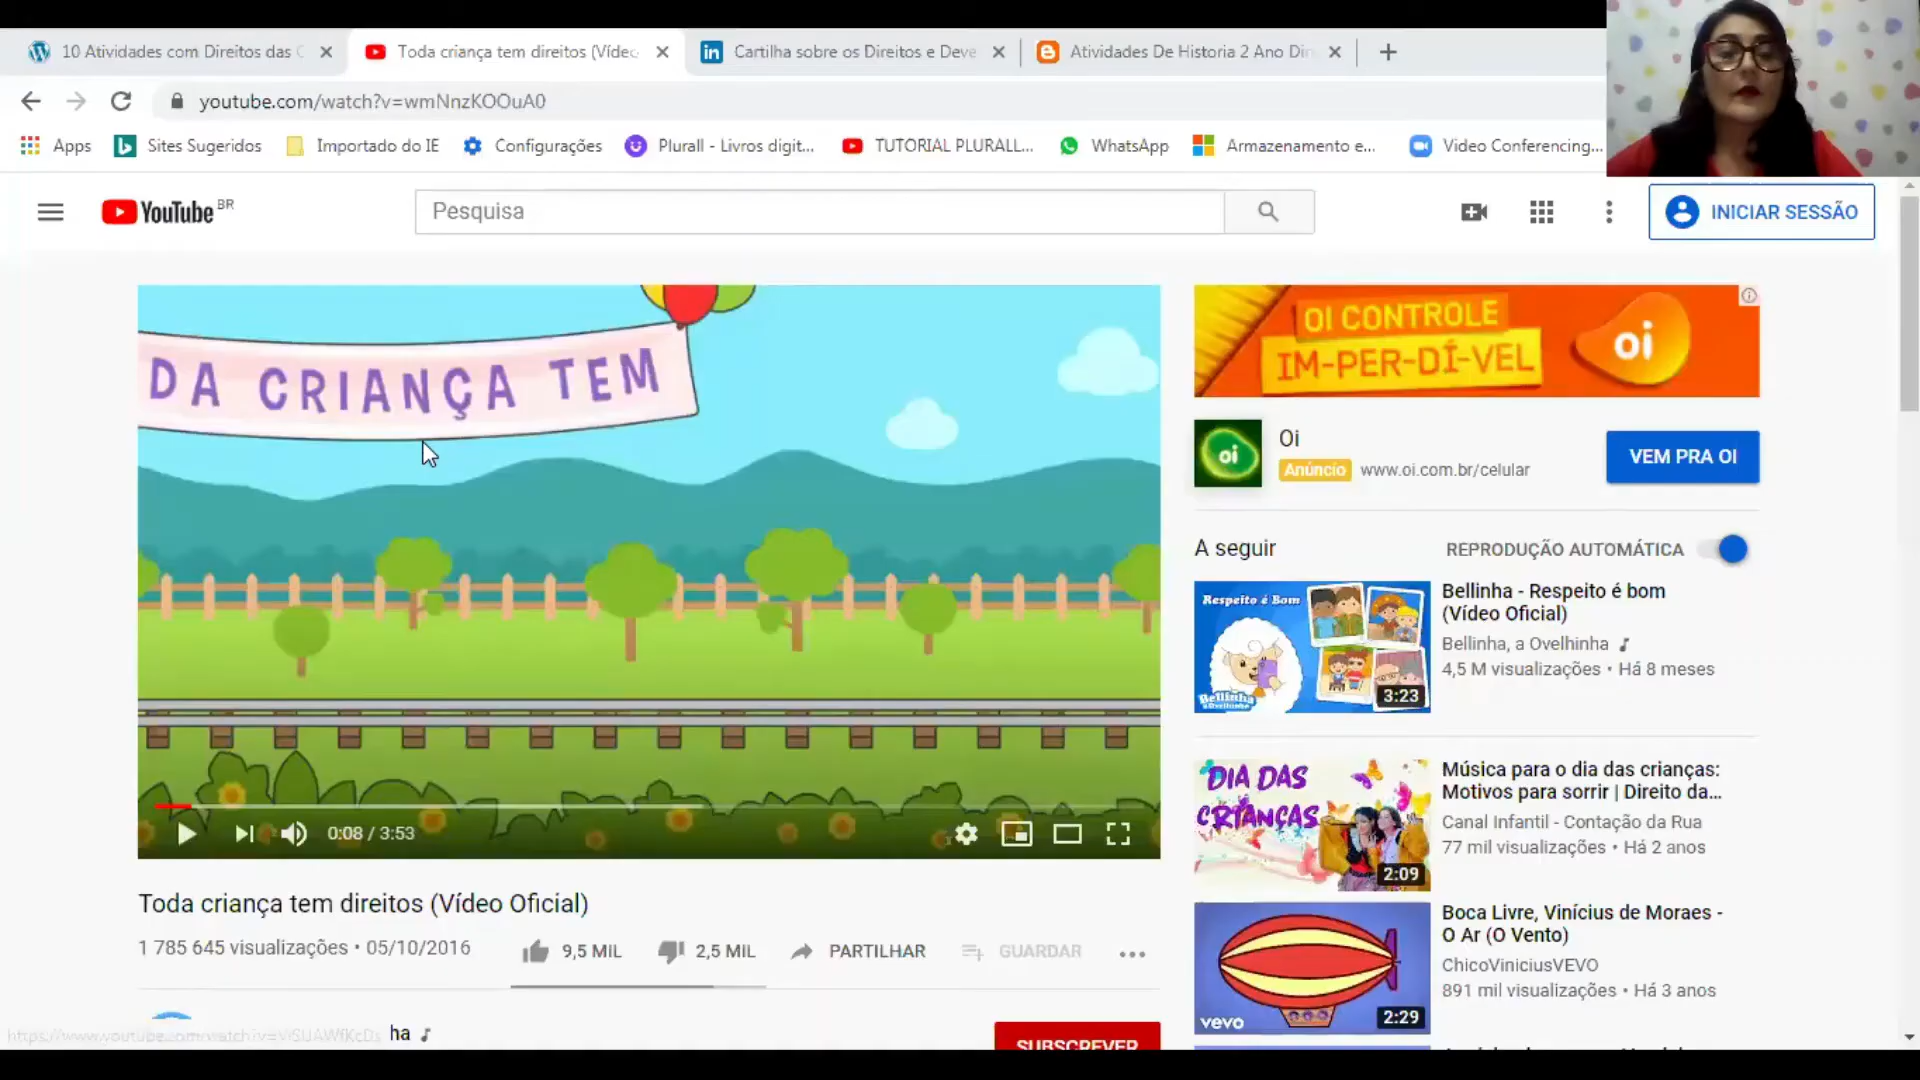 10 Atividades com Direitos das C
Toda criança tem direitos (Vídeo
Cartilha sobre os Direitos e Deve
Atividades De Historia 2 Ano Dire
youtube.com/watch?v=wmNnzKOOuA0
Apps
Sites Sugeridos
Importado do IE
Configurações
Plurall - Livros digit...
TUTORIAL PLURALL...
WhatsApp
Armazenamento e...
Video Conferencing...
YouTube BR
Pesquisa
INICIAR SESSÃO
DA CRIANÇA TEM
0:08 / 3:53
Toda criança tem direitos (Vídeo Oficial)
1 785 645 visualizações • 05/10/2016
9,5 MIL
2,5 MIL
PARTILHAR
GUARDAR
ha
SUBSCREVER
OI CONTROLE
IM-PER-DÍ-VEL
oi
oi
Oi
Anúncio www.oi.com.br/celular
VEM PRA OI
A seguir
REPRODUÇÃO AUTOMÁTICA
Respeito é Bom
Bellinha
a Ovelhinha
3:23
Bellinha - Respeito é bom
(Vídeo Oficial)
Bellinha, a Ovelhinha
4,5 M visualizações • Há 8 meses
DIA DAS
CRIANÇAS
2:09
Música para o dia das crianças:
Motivos para sorrir | Direito da...
Canal Infantil - Contação da Rua
77 mil visualizações • Há 2 anos
vevo
2:29
Boca Livre, Vinícius de Moraes -
O Ar (O Vento)
ChicoViniciusVEVO
891 mil visualizações • Há 3 anos